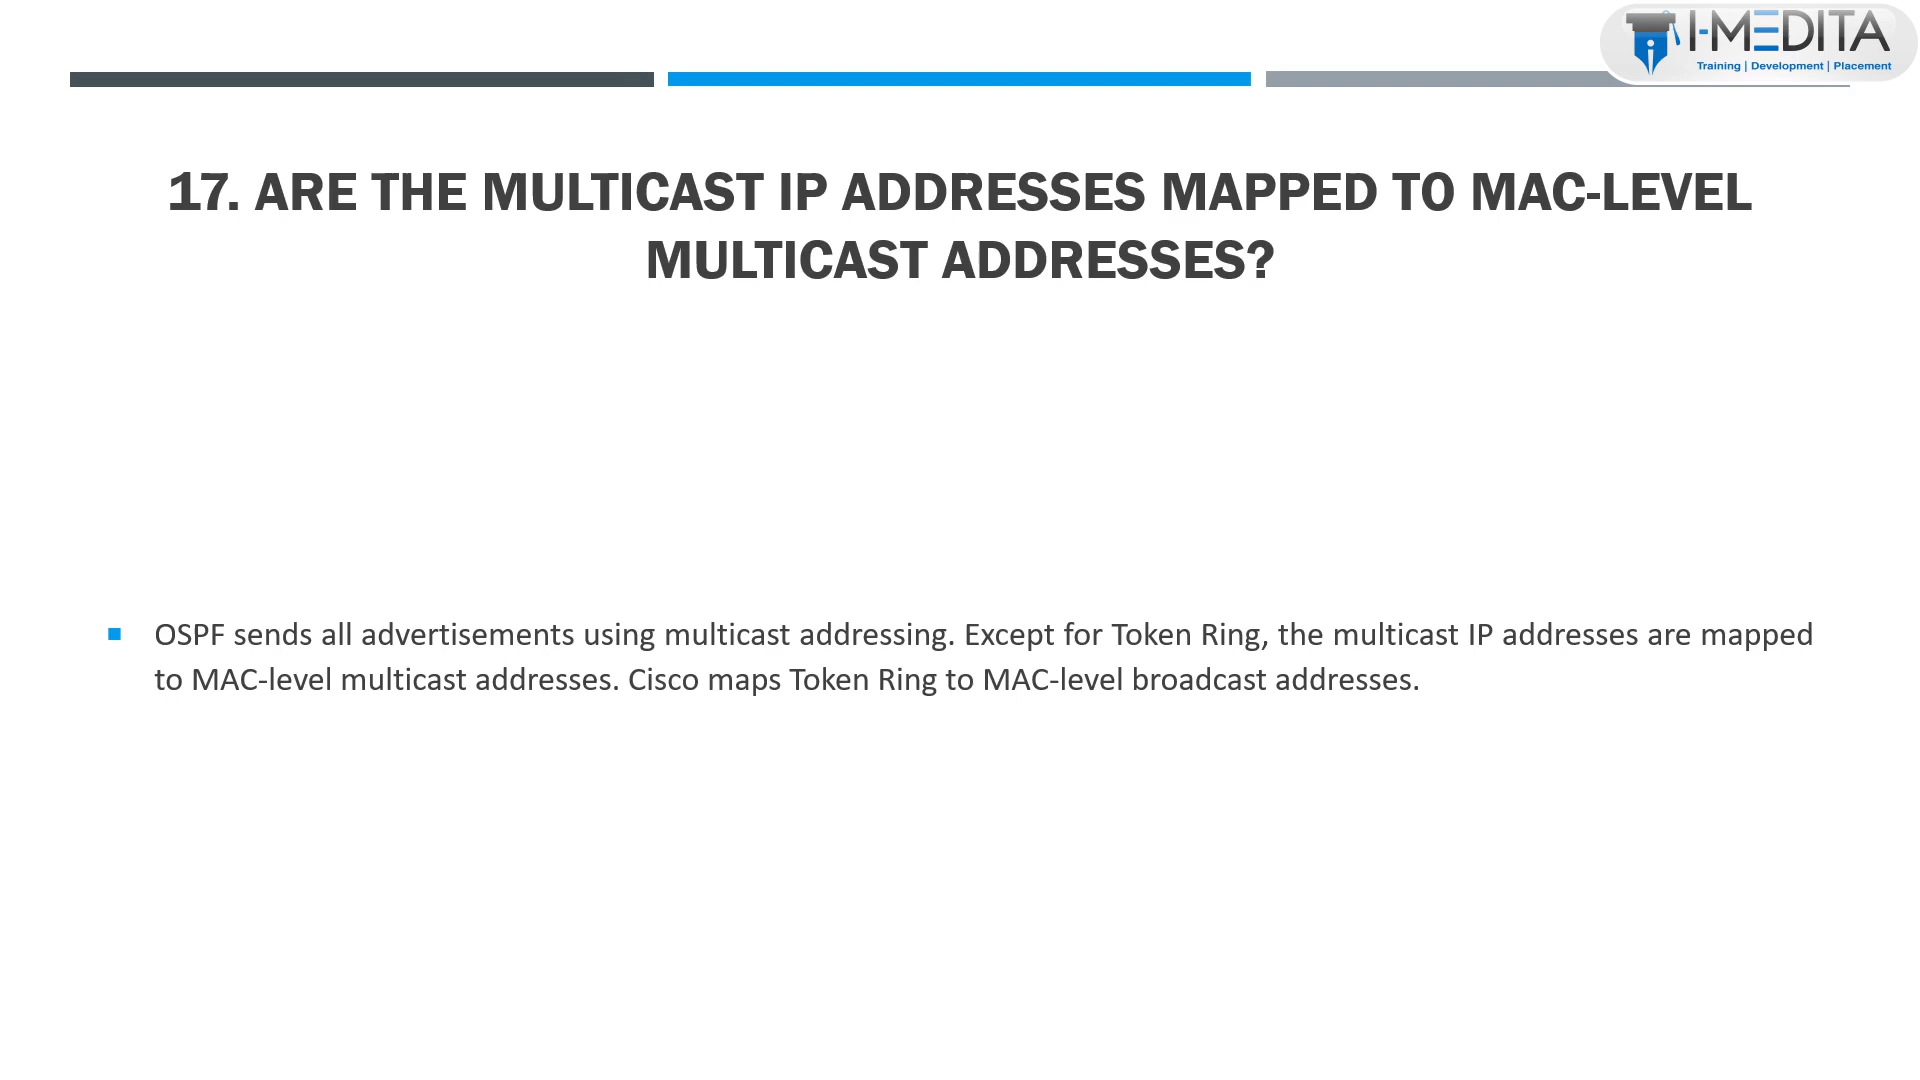 I-MEDITA
Training | Development | Placement
17. ARE THE MULTICAST IP ADDRESSES MAPPED TO MAC-LEVEL
MULTICAST ADDRESSES?
OSPF sends all advertisements using multicast addressing. Except for Token Ring, the multicast IP addresses are mapped
to MAC-level multicast addresses. Cisco maps Token Ring to MAC-level broadcast addresses.